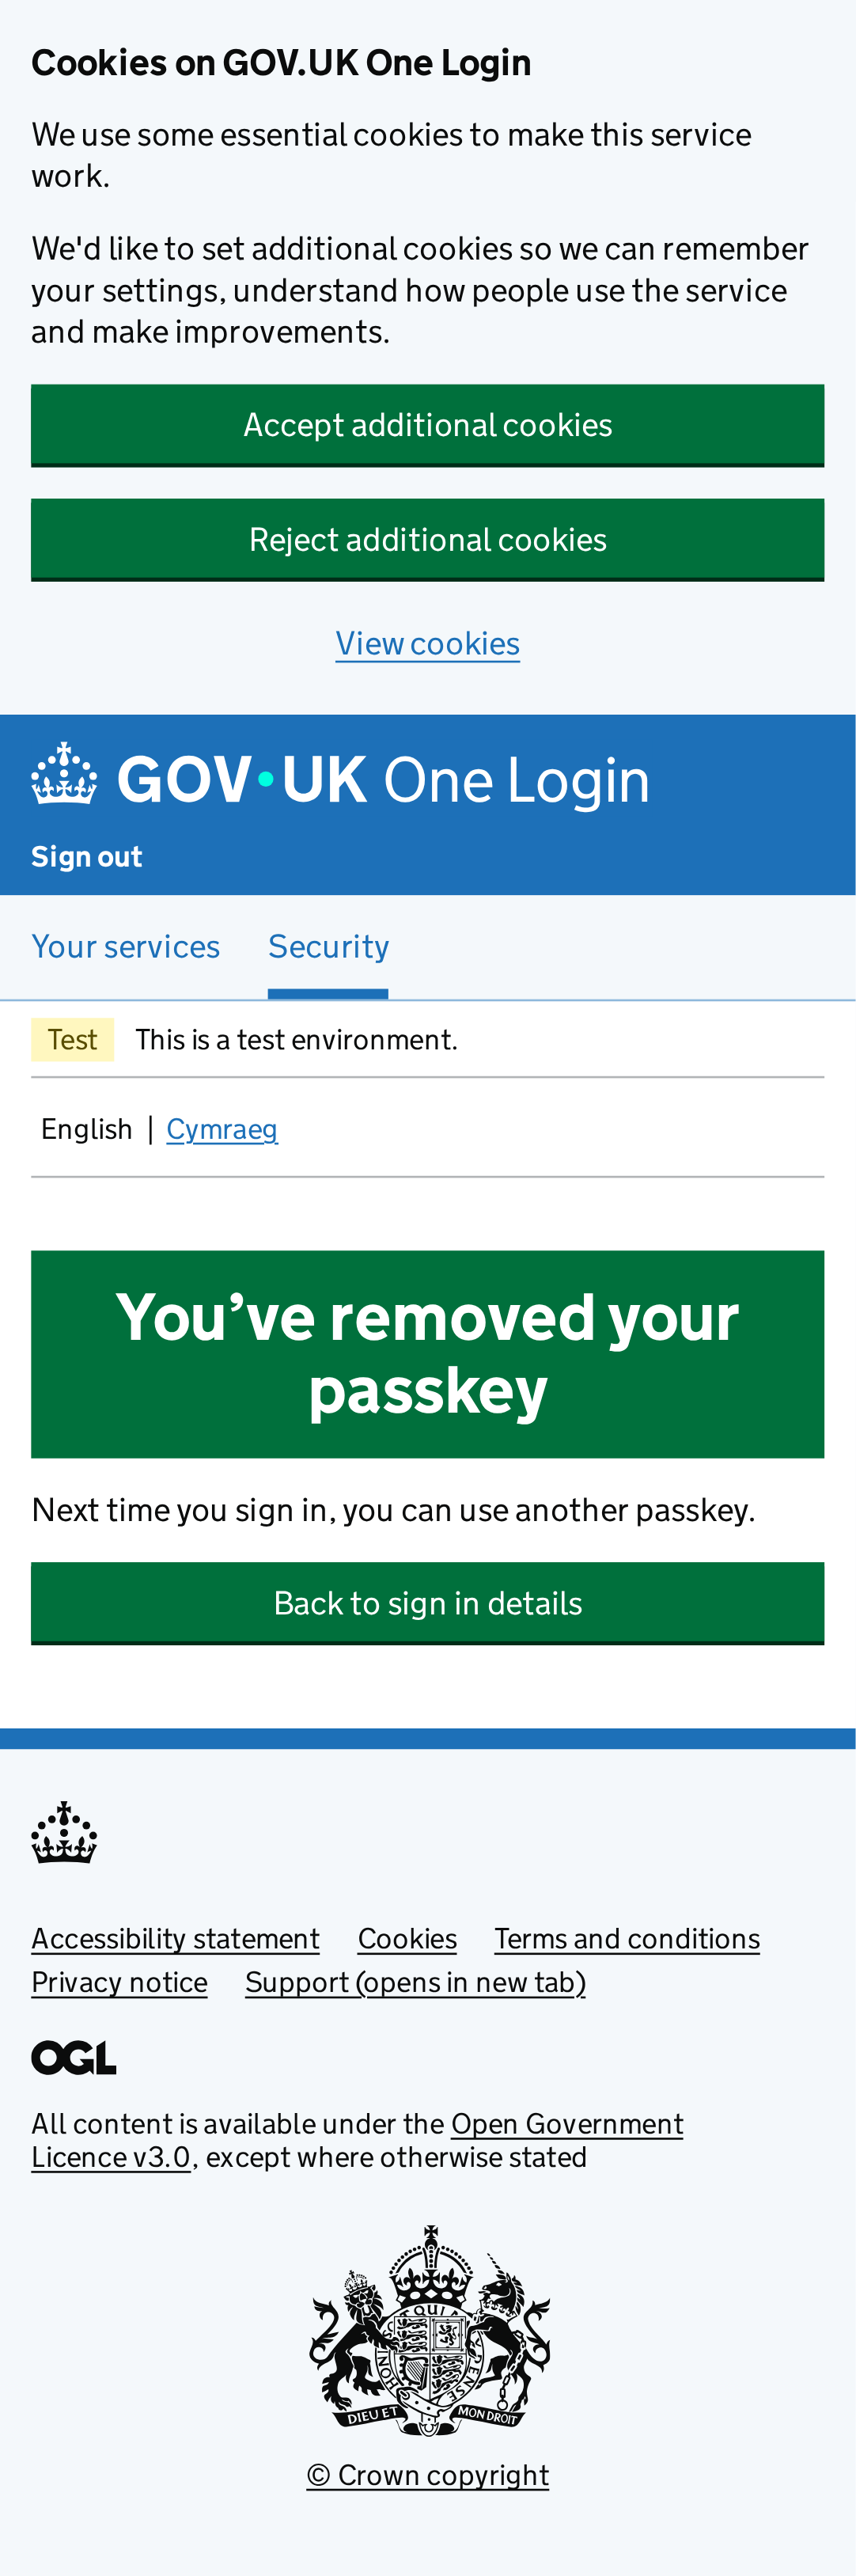 Cookies on GOV.UK One Login
We use some essential cookies to make this service
work.
We'd like to set additional cookies so we can remember
your settings, understand how people use the service
and make improvements.
Accept additional cookies
Reject additional cookies
View cookies
GOV·UK One Login
Sign out
Your services Security
Test This is a test environment.
English | Cymraeg
You’ve removed your
passkey
Next time you sign in, you can use another passkey.
Back to sign in details
Accessibility statement Cookies Terms and conditions
Privacy notice Support (opens in new tab)
OGL
All content is available under the Open Government
Licence v3.0, except where otherwise stated
DIEU ET MON DROIT
© Crown copyright